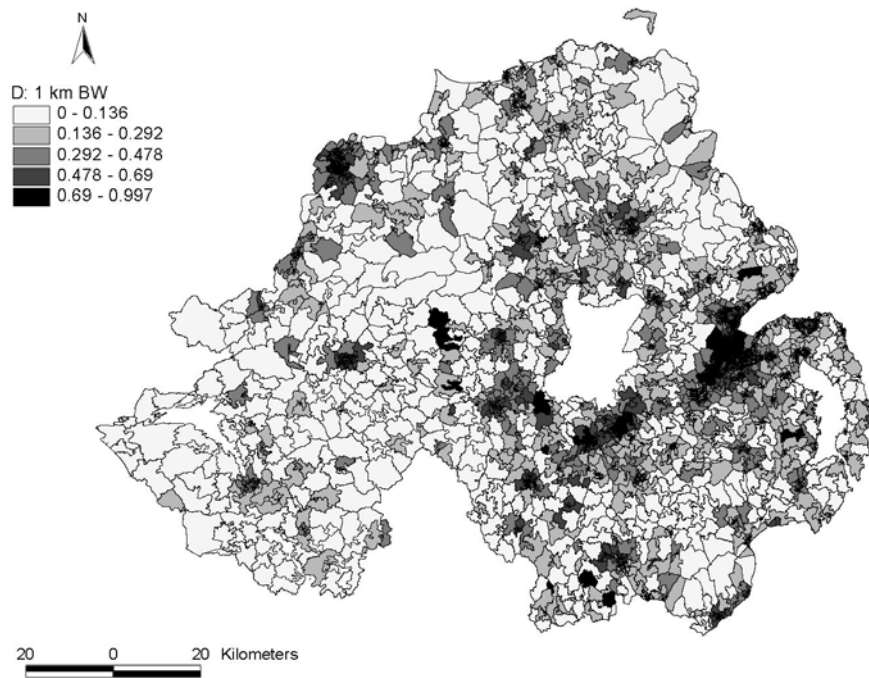 N
D: 1 km BW
0 - 0.136
0.136 - 0.292
0.292 - 0.478
0.478 - 0.69
0.69 - 0.997
20 0 20 Kilometers